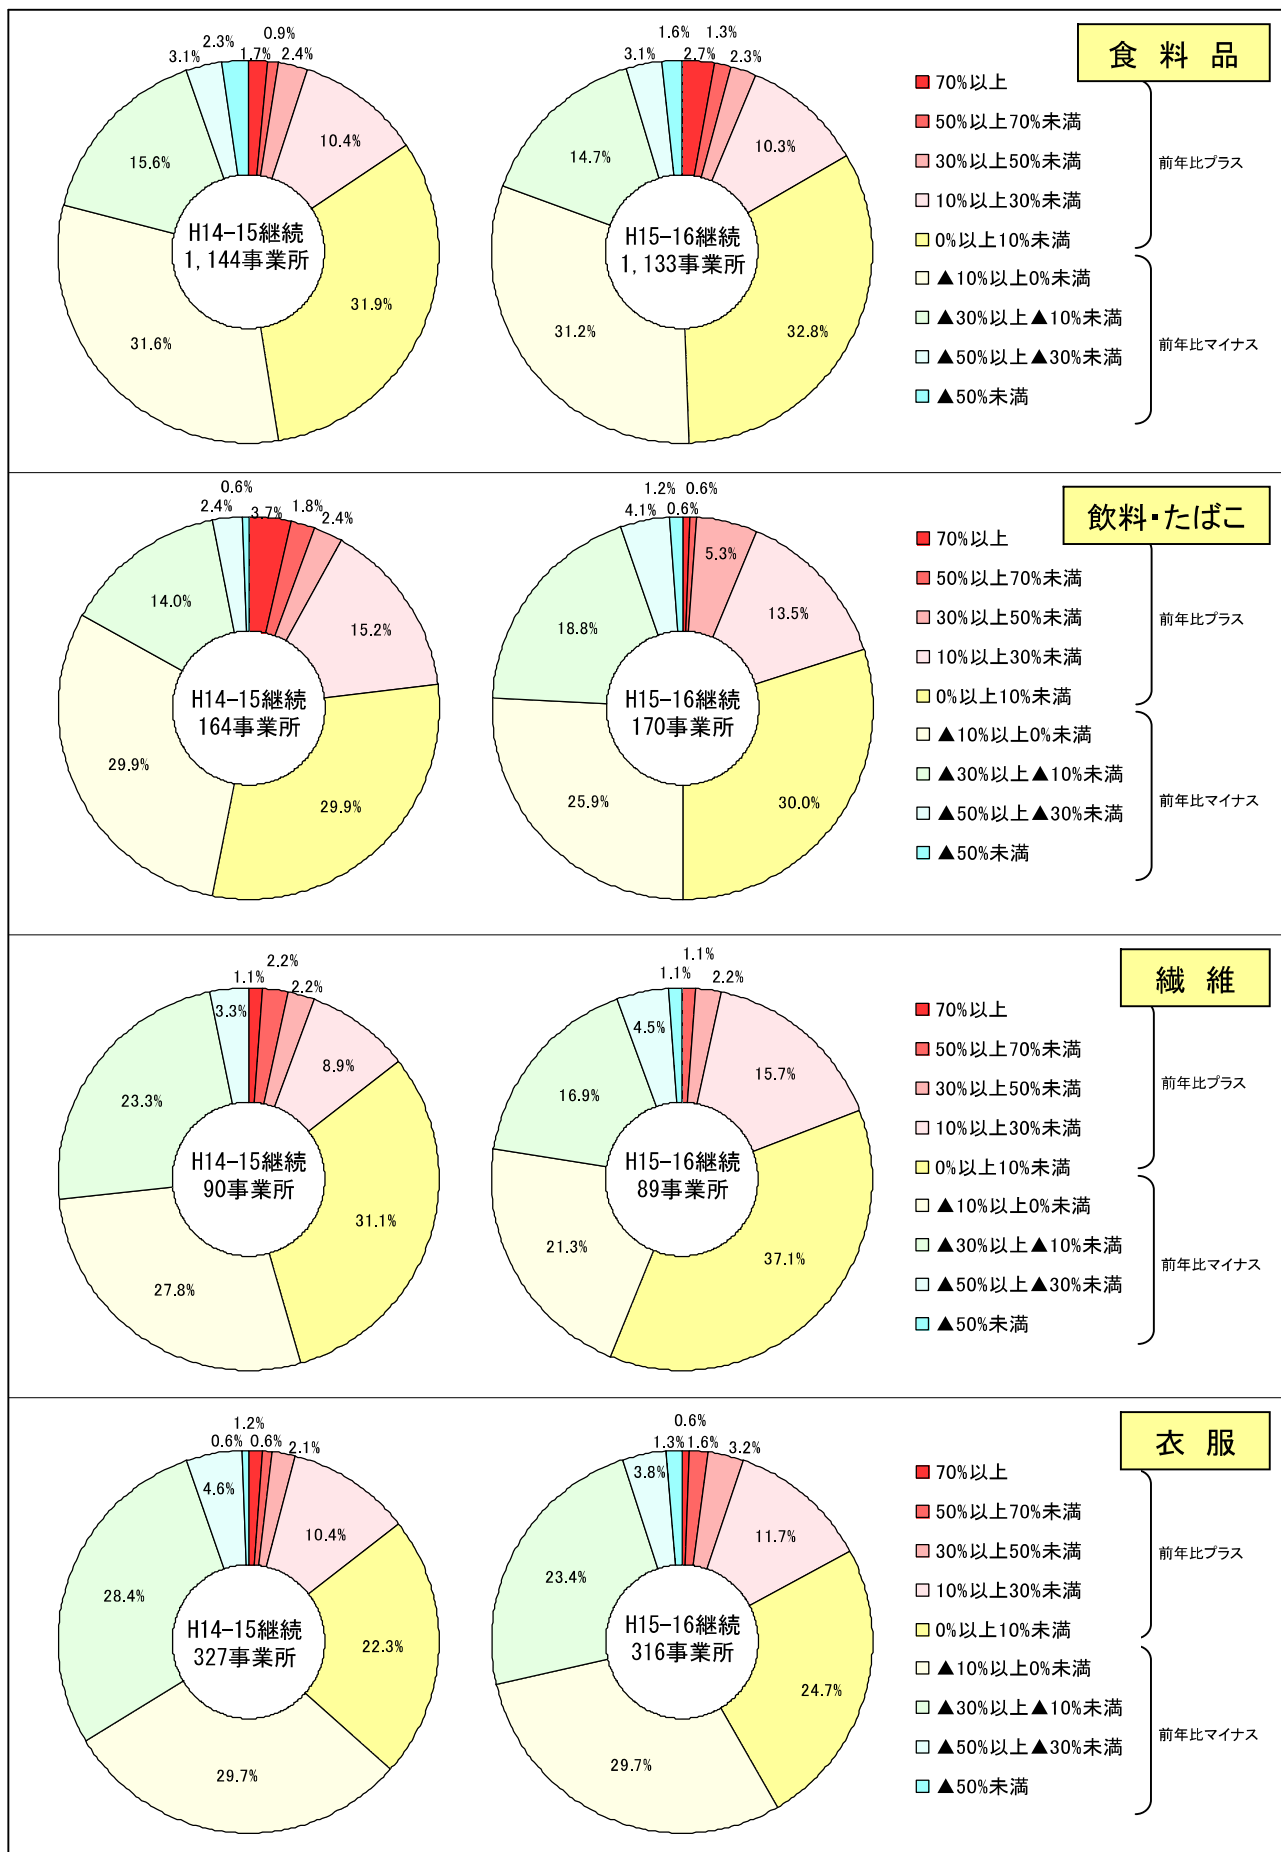 食 料 品
0.9%
1.6%
1.3%
2.3%
3.1%
1.7%
2.4%
3.1%
2.7%
2.3%
10.4%
15.6%
31.9%
31.6%
H14-15継続
1,144事業所
10.3%
14.7%
32.8%
31.2%
H15-16継続
1,133事業所
70%以上
50%以上70%未満
30%以上50%未満
10%以上30%未満
0%以上10%未満
▲10%以上0%未満
▲30%以上▲10%未満
▲50%以上▲30%未満
▲50%未満
前年比プラス
前年比マイナス
飲料・たばこ
0.6%
2.4%
3.7%
1.8%
2.4%
15.2%
14.0%
29.9%
29.9%
H14-15継続
164事業所
1.2%
0.6%
4.1%
0.6%
5.3%
13.5%
18.8%
30.0%
25.9%
H15-16継続
170事業所
70%以上
50%以上70%未満
30%以上50%未満
10%以上30%未満
0%以上10%未満
▲10%以上0%未満
▲30%以上▲10%未満
▲50%以上▲30%未満
▲50%未満
前年比プラス
前年比マイナス
繊 維
2.2%
1.1%
2.2%
3.3%
8.9%
23.3%
31.1%
27.8%
H14-15継続
90事業所
1.1%
1.1%
2.2%
4.5%
15.7%
16.9%
37.1%
21.3%
H15-16継続
89事業所
70%以上
50%以上70%未満
30%以上50%未満
10%以上30%未満
0%以上10%未満
▲10%以上0%未満
▲30%以上▲10%未満
▲50%以上▲30%未満
▲50%未満
前年比プラス
前年比マイナス
衣 服
1.2%
0.6%
0.6%
2.1%
4.6%
10.4%
28.4%
22.3%
29.7%
H14-15継続
327事業所
0.6%
1.3%
1.6%
3.2%
3.8%
11.7%
23.4%
24.7%
29.7%
H15-16継続
316事業所
70%以上
50%以上70%未満
30%以上50%未満
10%以上30%未満
0%以上10%未満
▲10%以上0%未満
▲30%以上▲10%未満
▲50%以上▲30%未満
▲50%未満
前年比プラス
前年比マイナス